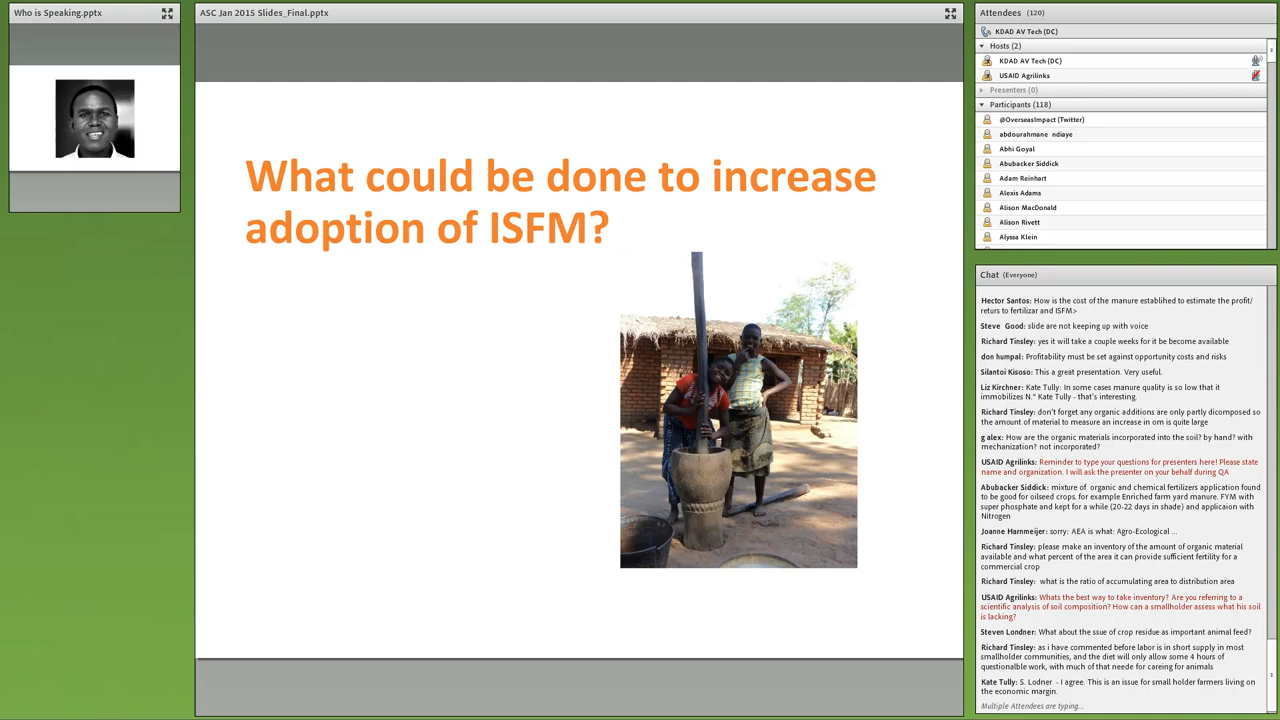 Who is Speaking.pptx
ASC Jan 2015 Slides_Final.pptx
What could be done to increase
adoption of ISFM?
Attendees (120)
KDAD AV Tech (DC)
Hosts (2)
KDAD AV Tech (DC)
USAID Agrilinks
Presenters (0)
Participants (118)
@OverseasImpact (Twitter)
abdourahmane ndiaye
Abhi Goyal
Abubacker Siddick
Adam Reinhart
Alexis Adams
Alison MacDonald
Alison Rivett
Alyssa Klein
Chat (Everyone)
Hector Santos: How is the cost of the manure establihed to estimate the profit/
returs to fertilizar and ISFM>
Steve Good: slide are not keeping up with voice
Richard Tinsley: yes it will take a couple weeks for it be become available
don humpal: Profitability must be set against opportunity costs and risks
Silantoi Kisoso: This a great presentation. Very useful.
Liz Kirchner: Kate Tully: In some cases manure quality is so low that it
immobilizes N." Kate Tully - that's interesting.
Richard Tinsley: don't forget any organic additions are only partly dicomposed so
the amount of material to measure an increase in om is quite large
g alex: How are the organic materials incorporated into the soil? by hand? with
mechanization? not incorporated?
USAID Agrilinks: Reminder to type your questions for presenters here! Please state
name and organization. I will ask the presenter on your behalf during QA
Abubacker Siddick: mixture of organic and chemical fertilizers application found
to be good for oilseed crops, for example Enriched farm yard manure. FYM with
super phosphate and kept for a while (20-22 days in shade) and applicaion with
Nitrogen
Joanne Harnmeijer: sorry: AEA is what: Agro-Ecological ...
Richard Tinsley: please make an inventory of the amount of organic material
available and what percent of the area it can provide sufficient fertility for a
commercial crop
Richard Tinsley: what is the ratio of accumulating area to distribution area
USAID Agrilinks: Whats the best way to take inventory? Are you referring to a
scientific analysis of soil composition? How can a smallholder assess what his soil
is lacking?
Steven Londner: What about the ssue of crop residue as important animal feed?
Richard Tinsley: as i have commented before labor is in short supply in most
smallholder communities, and the diet will only allow some 4 hours of
questionalble work, with much of that neede for careing for animals
Kate Tully: S. Lodner - I agree. This is an issue for small holder farmers living on
the economic margin.
Multiple Attendees are typing...